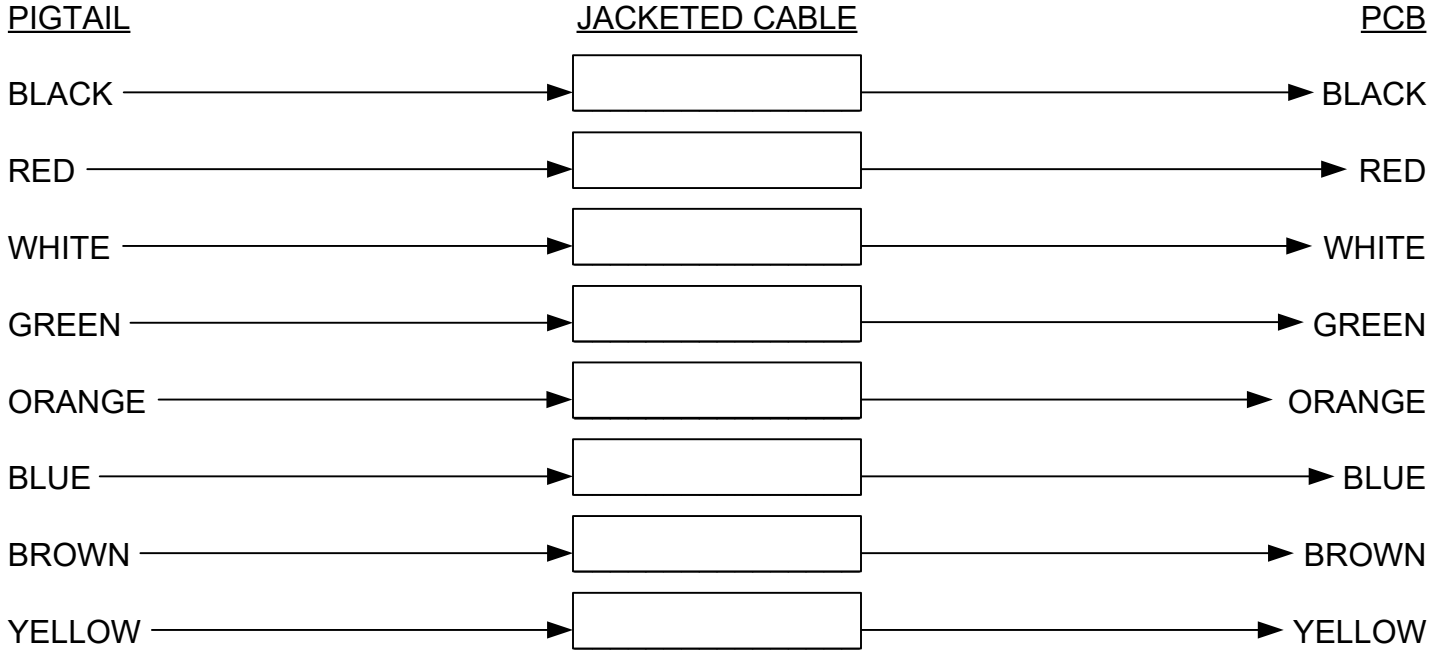 PIGTAIL JACKETED CABLE PCB
BLACK BLACK
RED RED
WHITE WHITE
GREEN GREEN
ORANGE ORANGE
BLUE BLUE
BROWN BROWN
YELLOW YELLOW